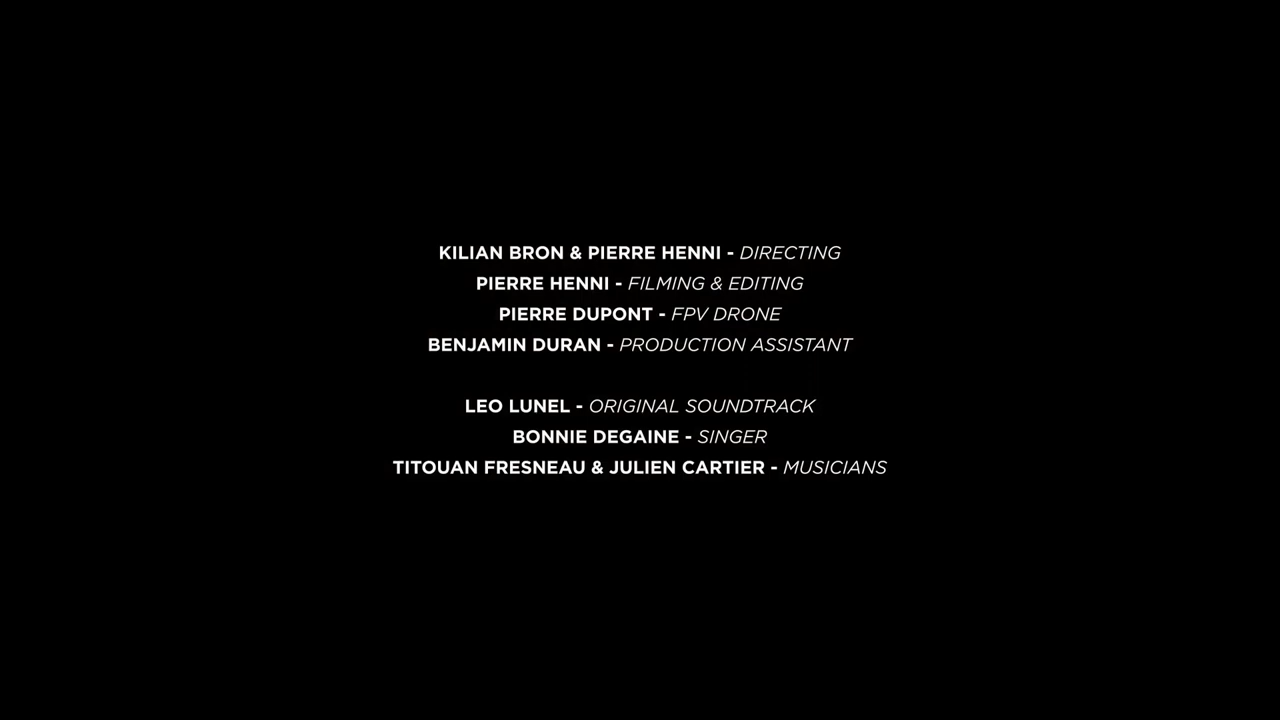 KILIAN BRON & PIERRE HENNI - DIRECTING
PIERRE HENNI - FILMING & EDITING
PIERRE DUPONT - FPV DRONE
BENJAMIN DURAN - PRODUCTION ASSISTANT
LEO LUNEL - ORIGINAL SOUNDTRACK
BONNIE DEGAINE - SINGER
TITOUAN FRESNEAU & JULIEN CARTIER - MUSICIANS